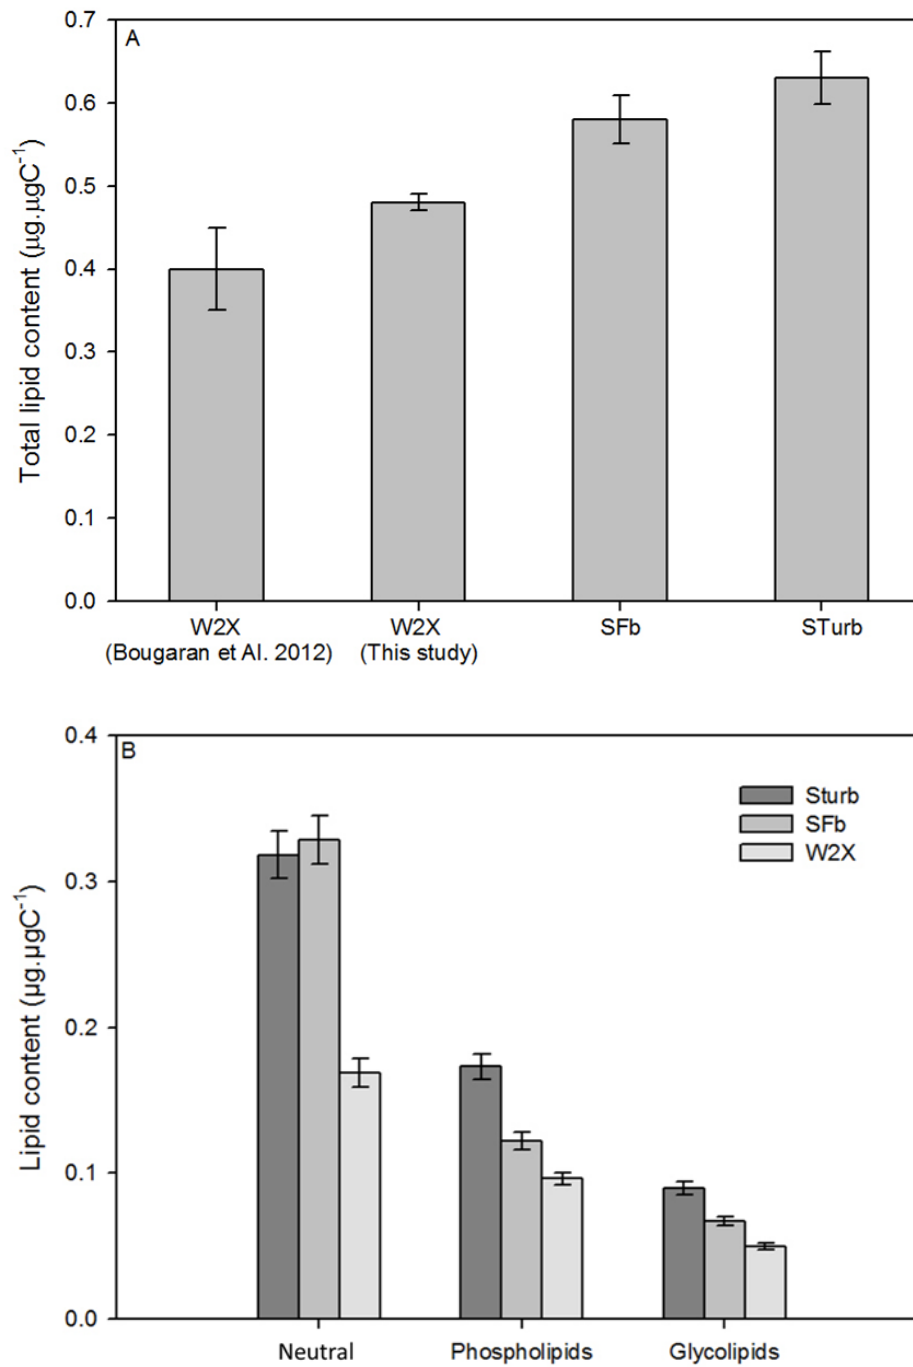 A
Total lipid content (µg.µgC⁻¹)
0.7
0.6
0.5
0.4
0.3
0.2
0.1
0.0
W2X
(Bougaran et Al. 2012)
W2X
(This study)
SFb
STurb
B
Lipid content (µg.µgC⁻¹)
0.4
0.3
0.2
0.1
0.0
Sturb
SFb
W2X
Neutral
Phospholipids
Glycolipids